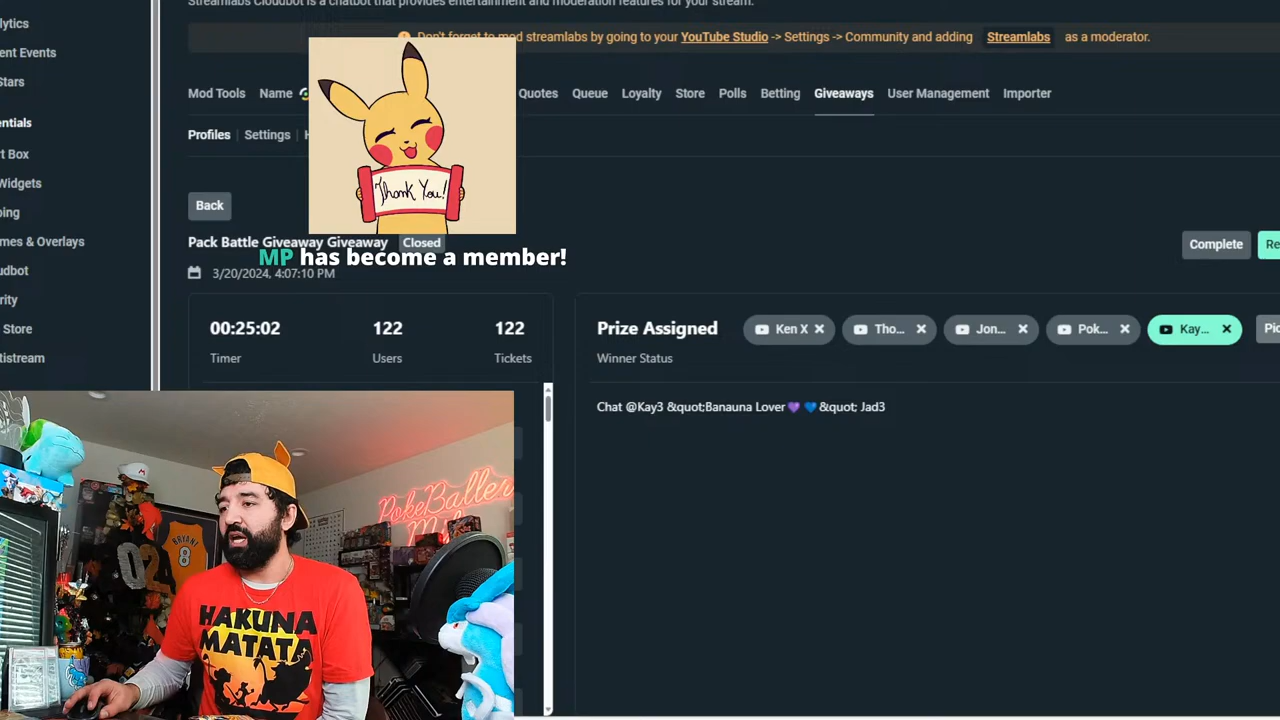 Streamlabs Cloudbot is a chatbot that provides entertainment and moderation features for your stream.
Don't forget to mod streamlabs by going to your YouTube Studio -> Settings -> Community and adding Streamlabs as a moderator.
lytics
ent Events
Stars
entials
rt Box
Widgets
ping
mes & Overlays
udbot
rity
Store
tistream
Mod Tools Name Quotes Queue Loyalty Store Polls Betting Giveaways User Management Importer
Profiles Settings
Thank You!
Back
Pack Battle Giveaway Giveaway Closed
MP has become a member!
3/20/2024, 4:07:10 PM
Complete Re
00:25:02 122 122
Timer Users Tickets
Prize Assigned Ken X Tho... Jon... Pok... Kay... Pic
Winner Status
Chat @Kay3 &quot;Banauna Lover💜 💙 &quot; Jad3
PokeBaller
BRYANT
8
HAKUNA
MATATA